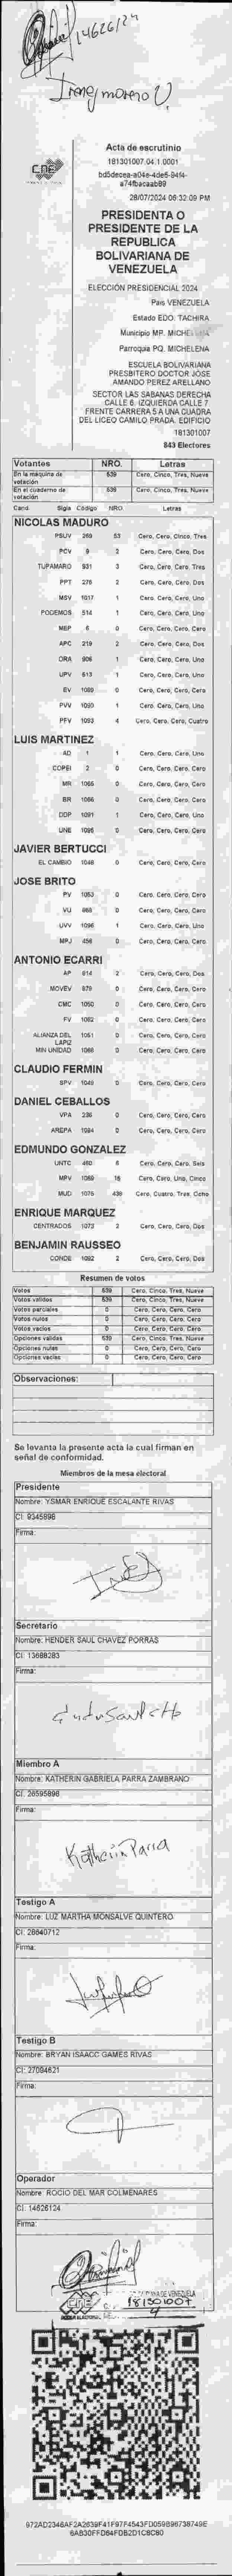 14626124
Irang moreno U.
CNE
Acta de escrutinio
181301007.04.1.0001
28/07/2024 06:32:09 PM
PRESIDENTA O
PRESIDENTE DE LA
REPUBLICA
BOLIVARIANA DE
VENEZUELA
ELECCIÓN PRESIDENCIAL 2024
País VENEZUELA
Estado EDO. TACHIRA
Municipio MP. MICHELENA
Parroquia PQ. MICHELENA
ESCUELA BOLIVARIANA
PRESBITERO DOCTOR JOSE
AMANDO PEREZ ARELLANO
SECTOR LAS SABANAS DERECHA
CALLE 6. IZQUIERDA CALLE 7.
FRENTE CARRERA 5 A UNA CUADRA
DEL LICEO CAMILO PRADA. EDIFICIO
181301007
843 Electores
Votantes NRO. Letras
En la máquina de votación 539 Cero, Cinco, Tres, Nueve
En el cuaderno de votación 539 Cero, Cinco, Tres, Nueve
Cand Sigla Código NRO Letras
NICOLAS MADURO
PSUV 269 53 Cero, Cero, Cinco, Tres
PCV 9 2 Cero, Cero, Cero, Dos
TUPAMARO 931 3 Cero, Cero, Cero, Tres
PPT 276 2 Cero, Cero, Cero, Dos
MSV 1017 1 Cero, Cero, Cero, Uno
PODEMOS 514 1 Cero, Cero, Cero, Uno
MEP 6 0 Cero, Cero, Cero, Cero
APC 219 2 Cero, Cero, Cero, Dos
ORA 906 1 Cero, Cero, Cero, Uno
UPV 613 1 Cero, Cero, Cero, Uno
EV 1089 0 Cero, Cero, Cero, Cero
PVV 1090 1 Cero, Cero, Cero, Uno
PFV 1093 4 Cero, Cero, Cero, Cuatro
LUIS MARTINEZ
AD 1 1 Cero, Cero, Cero, Uno
COPEI 2 0 Cero, Cero, Cero, Cero
MR 1065 0 Cero, Cero, Cero, Cero
BR 1066 0 Cero, Cero, Cero, Cero
DDP 1091 1 Cero, Cero, Cero, Uno
UNE 1095 0 Cero, Cero, Cero, Cero
JAVIER BERTUCCI
EL CAMBIO 1048 0 Cero, Cero, Cero, Cero
JOSE BRITO
PV 1053 0 Cero, Cero, Cero, Cero
VU 868 0 Cero, Cero, Cero, Cero
UVV 1096 1 Cero, Cero, Cero, Uno
MPJ 456 0 Cero, Cero, Cero, Cero
ANTONIO ECARRI
AP 914 2 Cero, Cero, Cero, Dos
MOVEV 979 0 Cero, Cero, Cero, Cero
CMC 1050 0 Cero, Cero, Cero, Cero
FV 1062 0 Cero, Cero, Cero, Cero
ALIANZA DEL LAPIZ 1051 0 Cero, Cero, Cero, Cero
MIN UNIDAD 1068 0 Cero, Cero, Cero, Cero
CLAUDIO FERMIN
SPV 1049 0 Cero, Cero, Cero, Cero
DANIEL CEBALLOS
VPA 236 0 Cero, Cero, Cero, Cero
AREPA 1094 0 Cero, Cero, Cero, Cero
EDMUNDO GONZALEZ
UNTC 460 6 Cero, Cero, Cero, Seis
MPV 1069 15 Cero, Cero, Uno, Cinco
MUD 1075 438 Cero, Cuatro, Tres, Ocho
ENRIQUE MARQUEZ
CENTRADOS 1073 2 Cero, Cero, Cero, Dos
BENJAMIN RAUSSEO
CONDE 1092 2 Cero, Cero, Cero, Dos
Resumen de votos
Votos 539 Cero, Cinco, Tres, Nueve
Votos válidos 539 Cero, Cinco, Tres, Nueve
Votos parciales 0 Cero, Cero, Cero, Cero
Votos nulos 0 Cero, Cero, Cero, Cero
Votos vacíos 0 Cero, Cero, Cero, Cero
Opciones válidas 539 Cero, Cinco, Tres, Nueve
Opciones nulas 0 Cero, Cero, Cero, Cero
Opciones vacías 0 Cero, Cero, Cero, Cero
Observaciones:
Se levanta la presente acta la cual firman en
señal de conformidad.
Miembros de la mesa electoral
Presidente
Nombre: YSMAR ENRIQUE ESCALANTE RIVAS
CI: 9345896
Firma:
Secretario
Nombre: HENDER SAUL CHAVEZ PORRAS
CI: 13688283
Firma:
Miembro A
Nombre: KATHERIN GABRIELA PARRA ZAMBRANO
CI: 26595896
Firma:
Katherin Parra
Testigo A
Nombre: LUZ MARTHA MONSALVE QUINTERO
CI: 28640712
Firma:
Testigo B
Nombre: BRYAN ISAACC GAMES RIVAS
CI: 27094621
Firma:
Operador
Nombre: ROCIO DEL MAR COLMENARES
CI: 14626124
Firma:
CNE
181301007
4